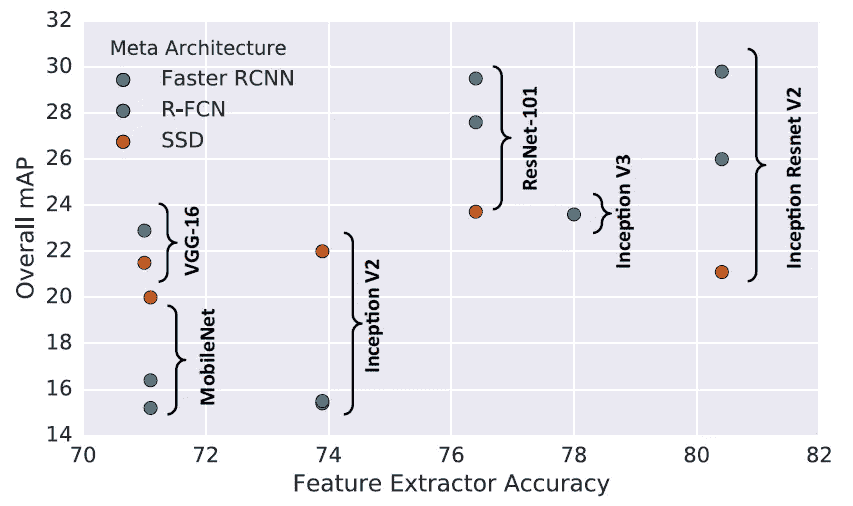 32
30
28
26
24
22
20
18
16
14
Overall mAP
Meta Architecture
Faster RCNN
R-FCN
SSD
VGG-16
MobileNet
Inception V2
ResNet-101
Inception V3
Inception Resnet V2
70 72 74 76 78 80 82
Feature Extractor Accuracy